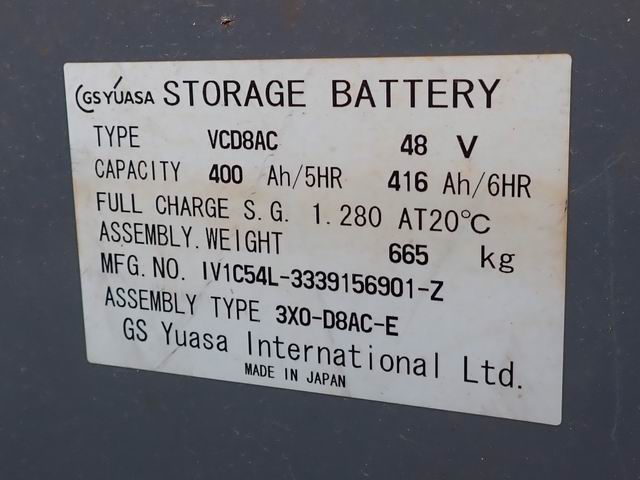 GS YUASA STORAGE BATTERY
TYPE VCD8AC 48 V
CAPACITY 400 Ah/5HR 416 Ah/6HR
FULL CHARGE S.G. 1.280 AT20℃
ASSEMBLY.WEIGHT 665 kg
MFG.NO. IV1C54L-3339156901-Z
ASSEMBLY TYPE 3X0-D8AC-E
GS Yuasa International Ltd.
MADE IN JAPAN